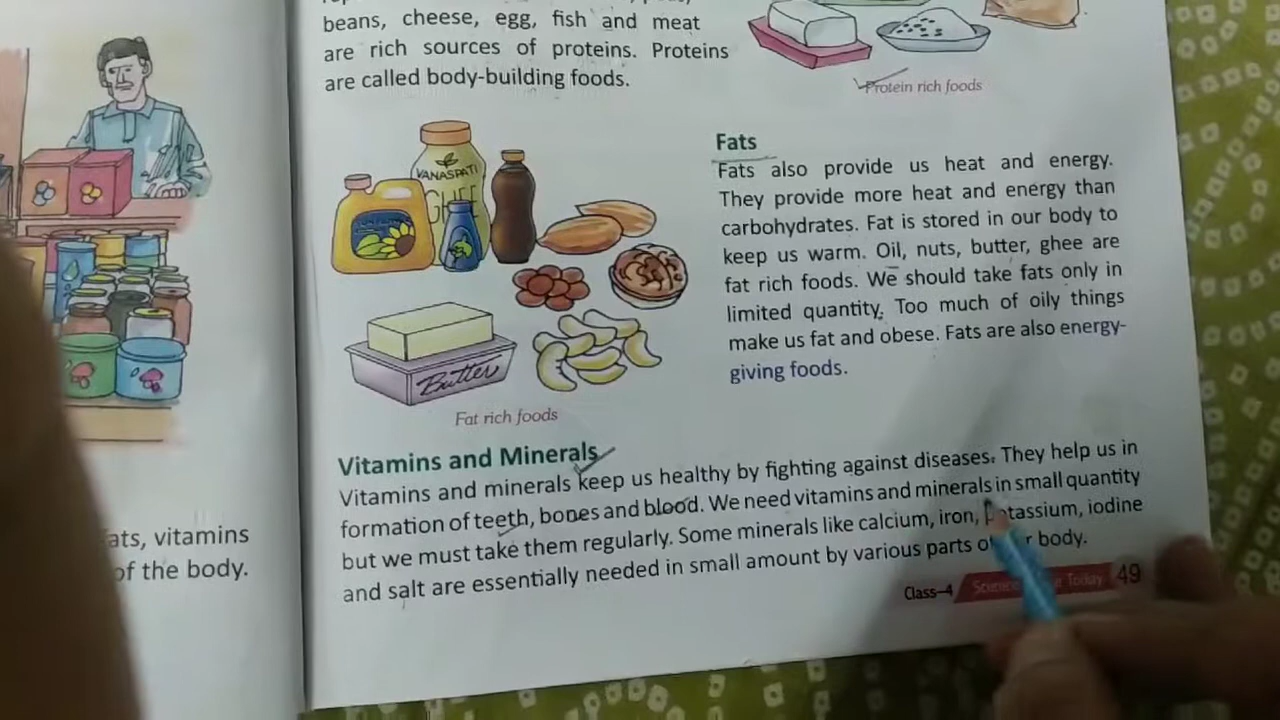 beans, cheese, egg, fish and meat
are rich sources of proteins. Proteins
are called body-building foods.
Protein rich foods
VANASPATI
GHEE
Butter
Fat rich foods
Fats
Fats also provide us heat and energy.
They provide more heat and energy than
carbohydrates. Fat is stored in our body to
keep us warm. Oil, nuts, butter, ghee are
fat rich foods. We should take fats only in
limited quantity. Too much of oily things
make us fat and obese. Fats are also energy-
giving foods.
Vitamins and Minerals
Vitamins and minerals keep us healthy by fighting against diseases. They help us in
formation of teeth, bones and blood. We need vitamins and minerals in small quantity
but we must take them regularly. Some minerals like calcium, iron, potassium, iodine
and salt are essentially needed in small amount by various parts of our body.
Class-4 Science Today 49
ats, vitamins
of the body.